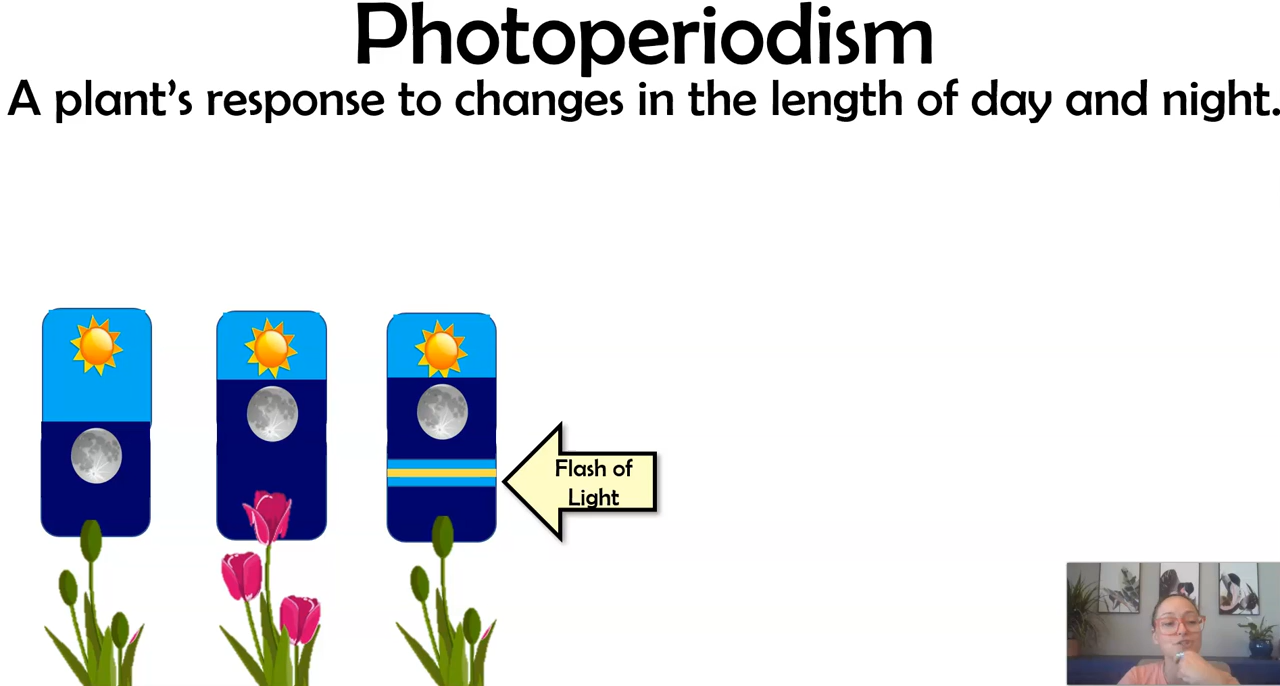 Photoperiodism
A plant’s response to changes in the length of day and night.
Flash of
Light